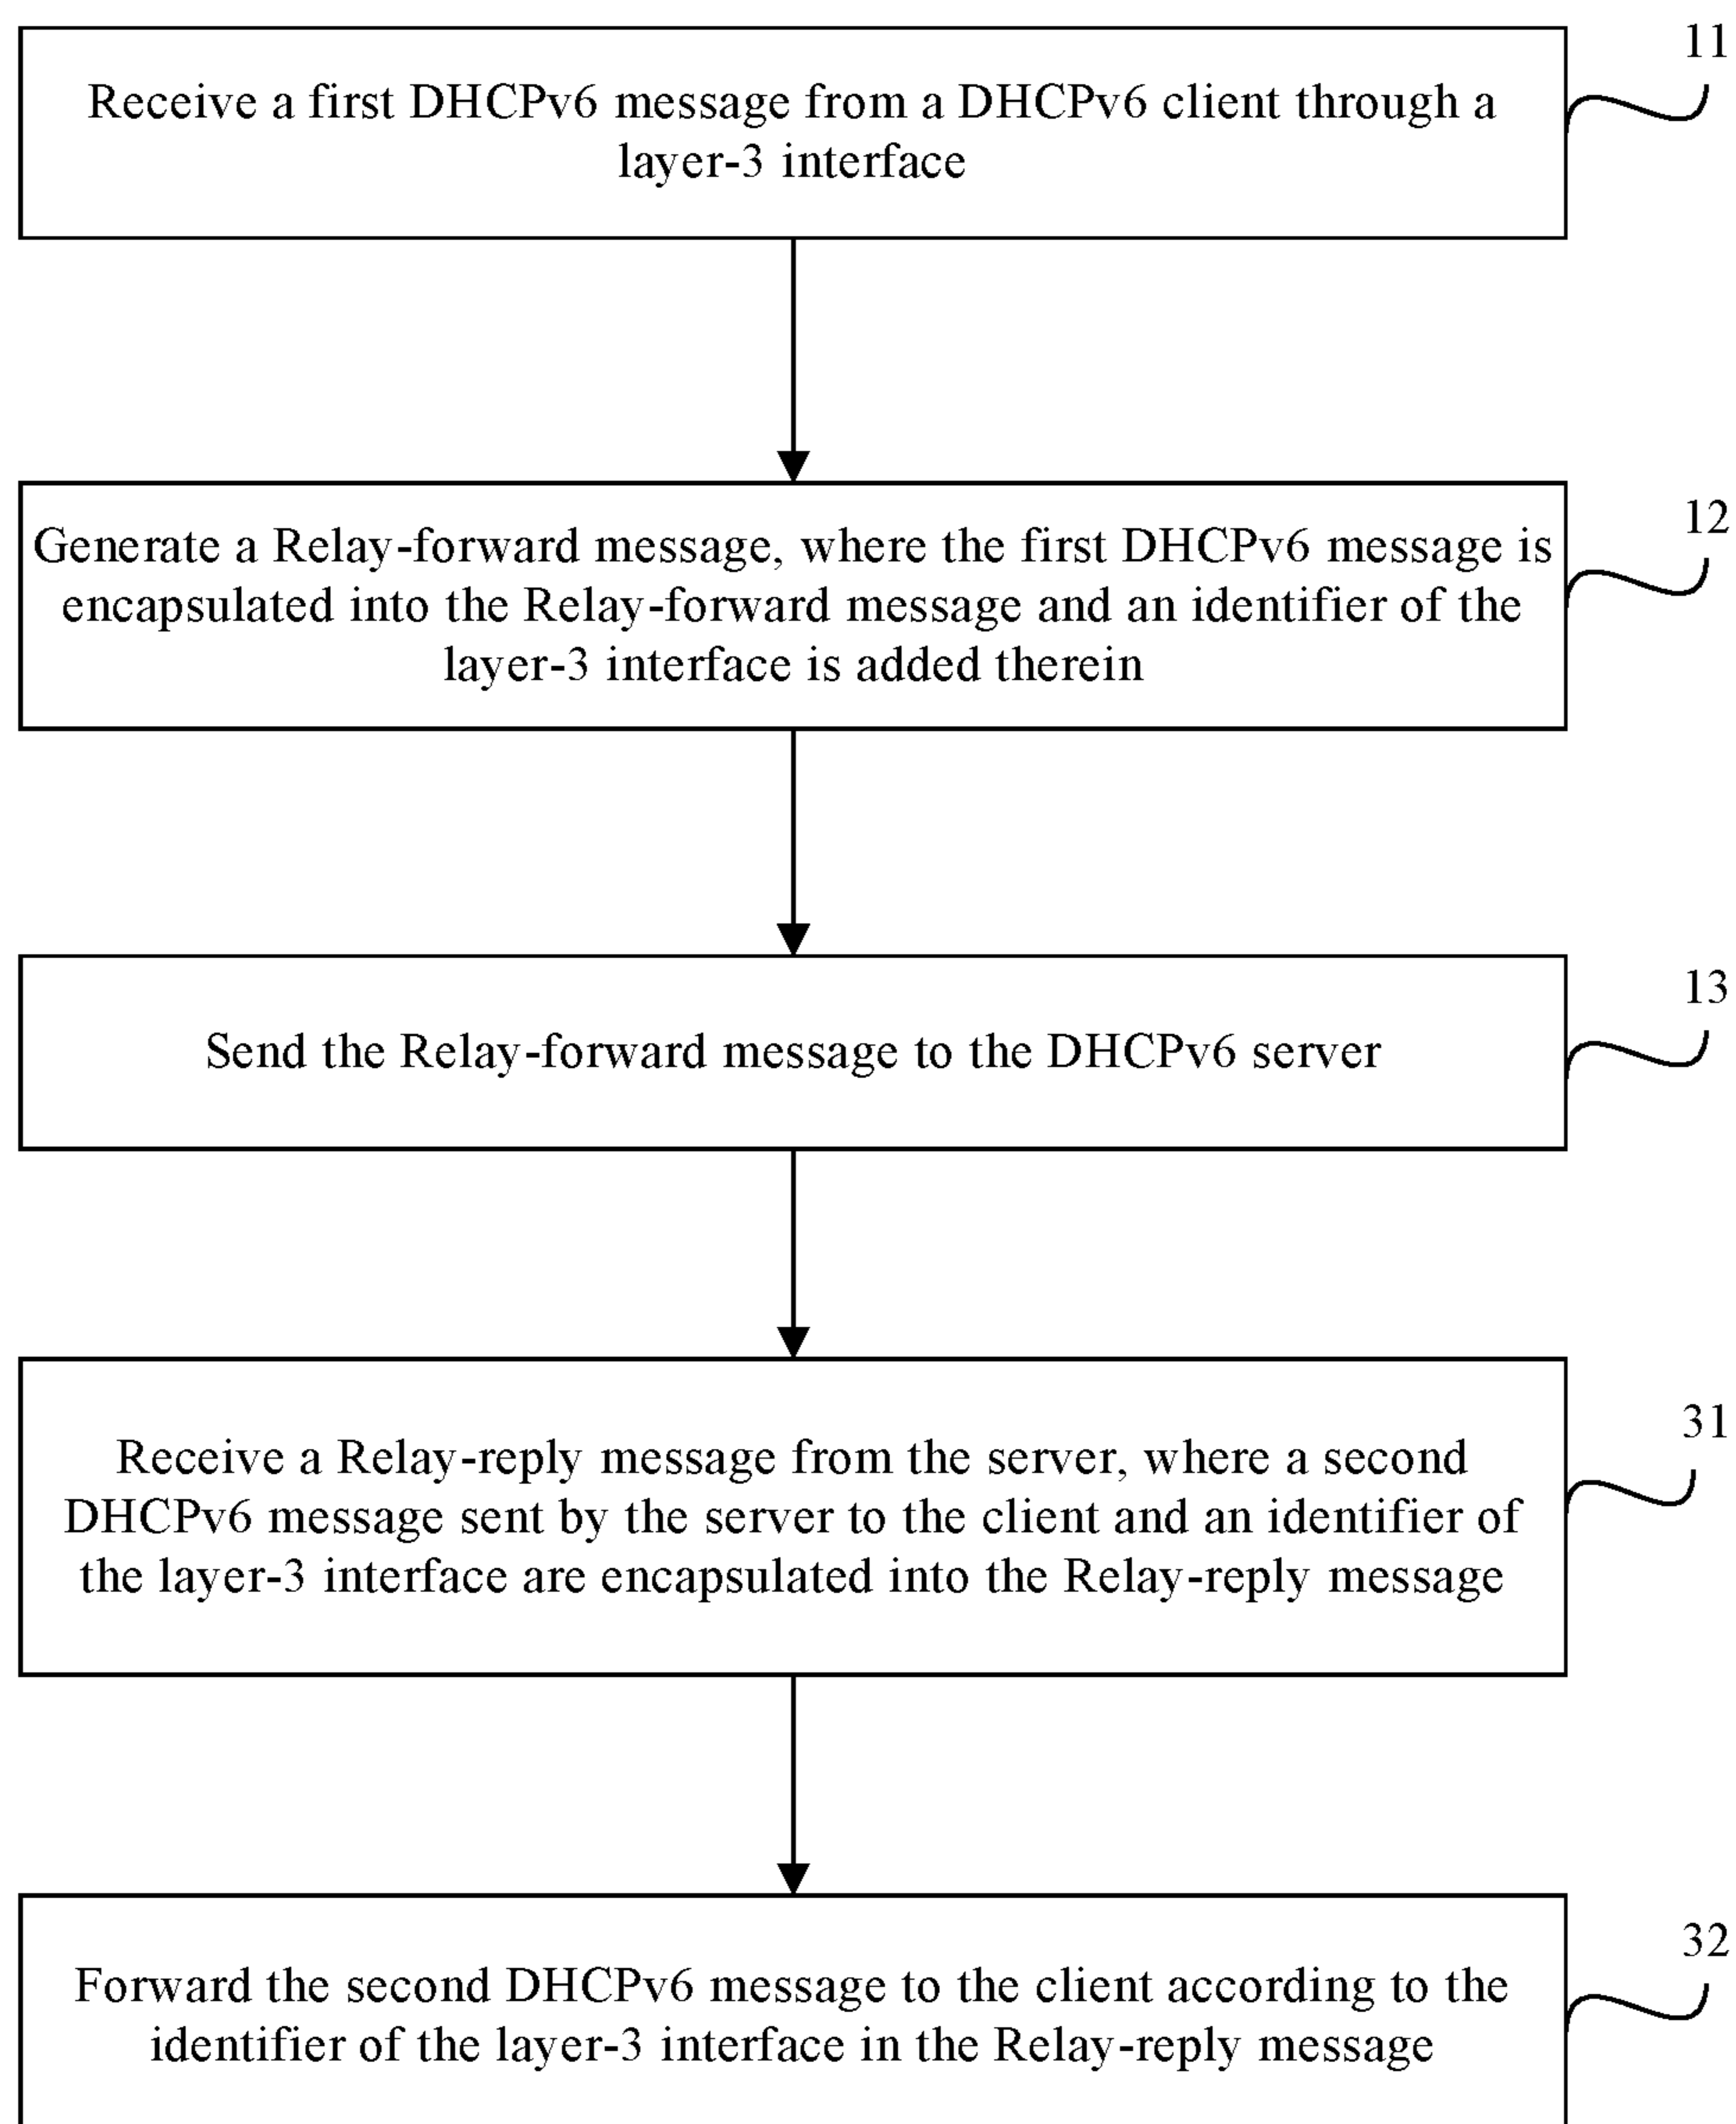 11
Receive a first DHCPv6 message from a DHCPv6 client through a
layer-3 interface
12
Generate a Relay-forward message, where the first DHCPv6 message is
encapsulated into the Relay-forward message and an identifier of the
layer-3 interface is added therein
13
Send the Relay-forward message to the DHCPv6 server
31
Receive a Relay-reply message from the server, where a second
DHCPv6 message sent by the server to the client and an identifier of
the layer-3 interface are encapsulated into the Relay-reply message
32
Forward the second DHCPv6 message to the client according to the
identifier of the layer-3 interface in the Relay-reply message